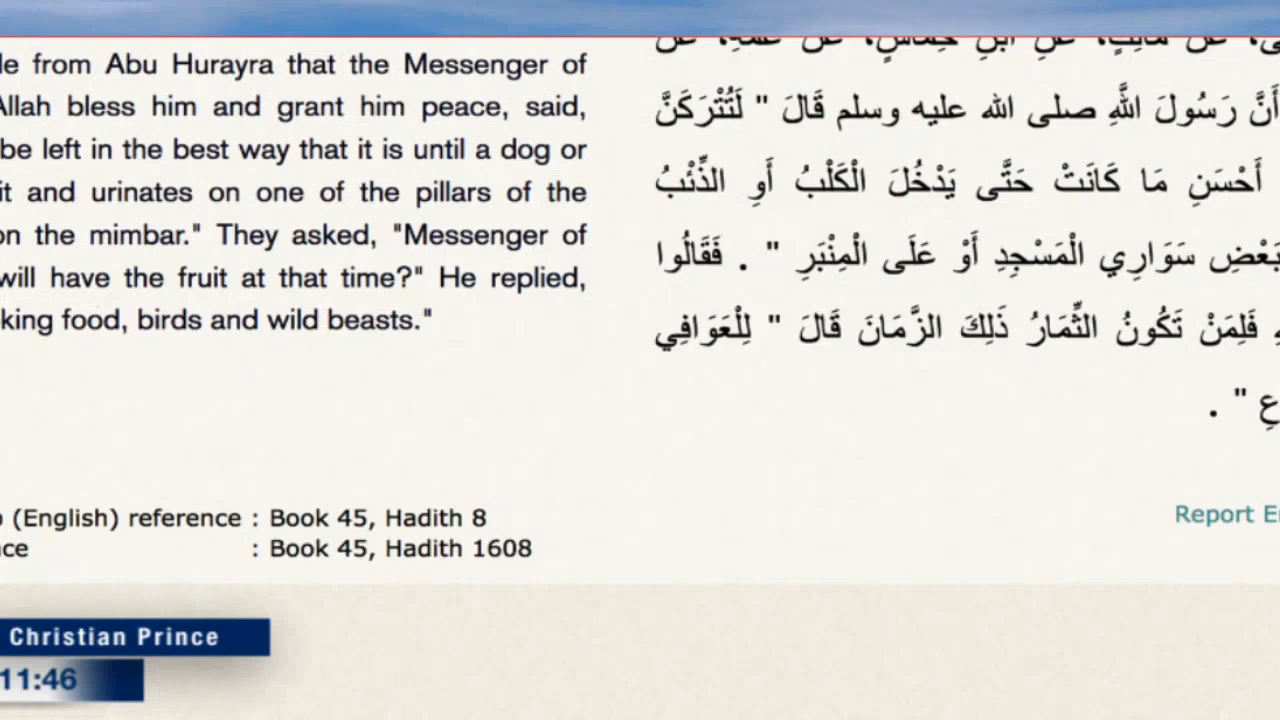 le from Abu Hurayra that the Messenger of
Allah bless him and grant him peace, said,
be left in the best way that it is until a dog or
it and urinates on one of the pillars of the
on the mimbar." They asked, "Messenger of
will have the fruit at that time?" He replied,
king food, birds and wild beasts."
عَنْ مَالِكٍ، عَنِ ابْنِ حِمَاسٍ، عَنْ عَمِّهِ، عَنْ
أَنَّ رَسُولَ اللَّهِ صلى الله عليه وسلم قَالَ " لَتُتْرَكَنَّ
أَحْسَنِ مَا كَانَتْ حَتَّى يَدْخُلَ الْكَلْبُ أَوِ الذِّئْبُ
بَعْضِ سَوَارِي الْمَسْجِدِ أَوْ عَلَى الْمِنْبَرِ " . فَقَالُوا
فَلِمَنْ تَكُونُ الثِّمَارُ ذَلِكَ الزَّمَانَ قَالَ " لِلْعَوَافِي
عِ " .
(English) reference : Book 45, Hadith 8
ce : Book 45, Hadith 1608
Report E
Christian Prince
11:46